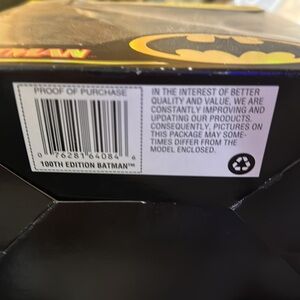 PROOF OF PURCHASE
0 76281 64084 4
100TH EDITION BATMAN™
IN THE INTEREST OF BETTER
QUALITY AND VALUE, WE ARE
CONSTANTLY IMPROVING AND
UPDATING OUR PRODUCTS.
CONSEQUENTLY, PICTURES ON
THIS PACKAGE MAY SOME-
TIMES DIFFER FROM THE
MODEL ENCLOSED.